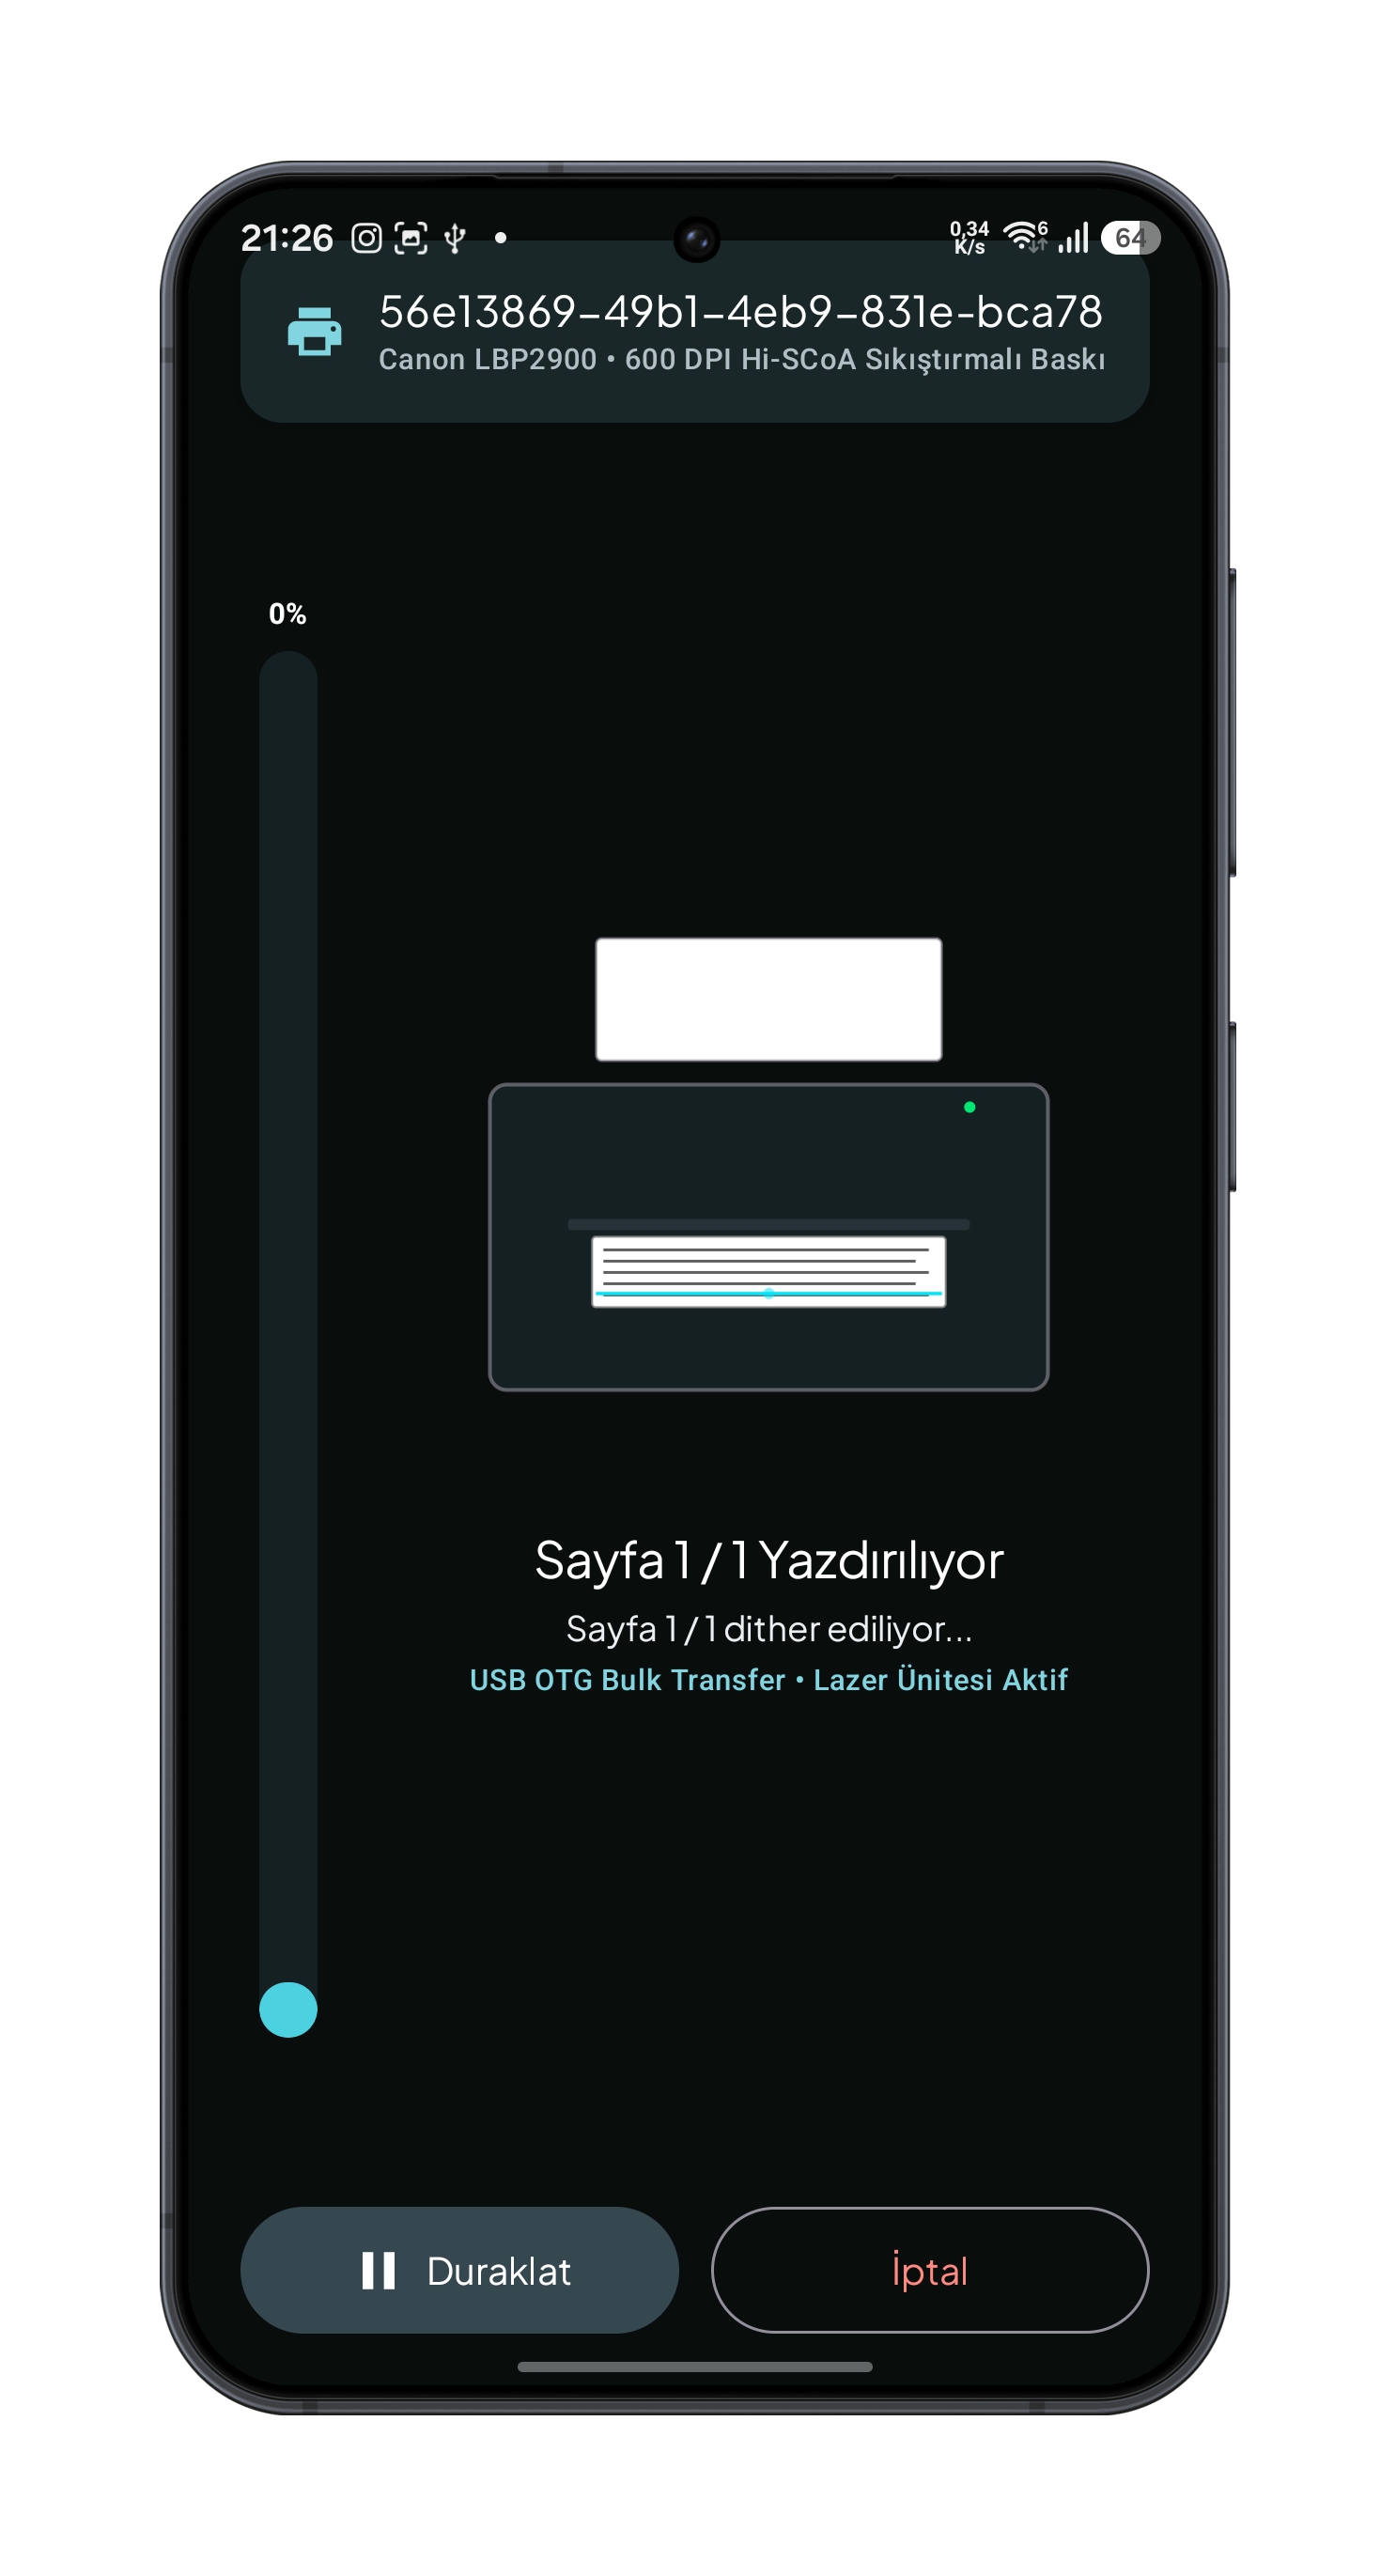 21:26
0,34 K/s
6
64
56e13869-49b1-4eb9-831e-bca78
Canon LBP2900 • 600 DPI Hi-SCoA Sıkıştırmalı Baskı
0%
Sayfa 1 / 1 Yazdırılıyor
Sayfa 1 / 1 dither ediliyor...
USB OTG Bulk Transfer • Lazer Ünitesi Aktif
Duraklat
İptal